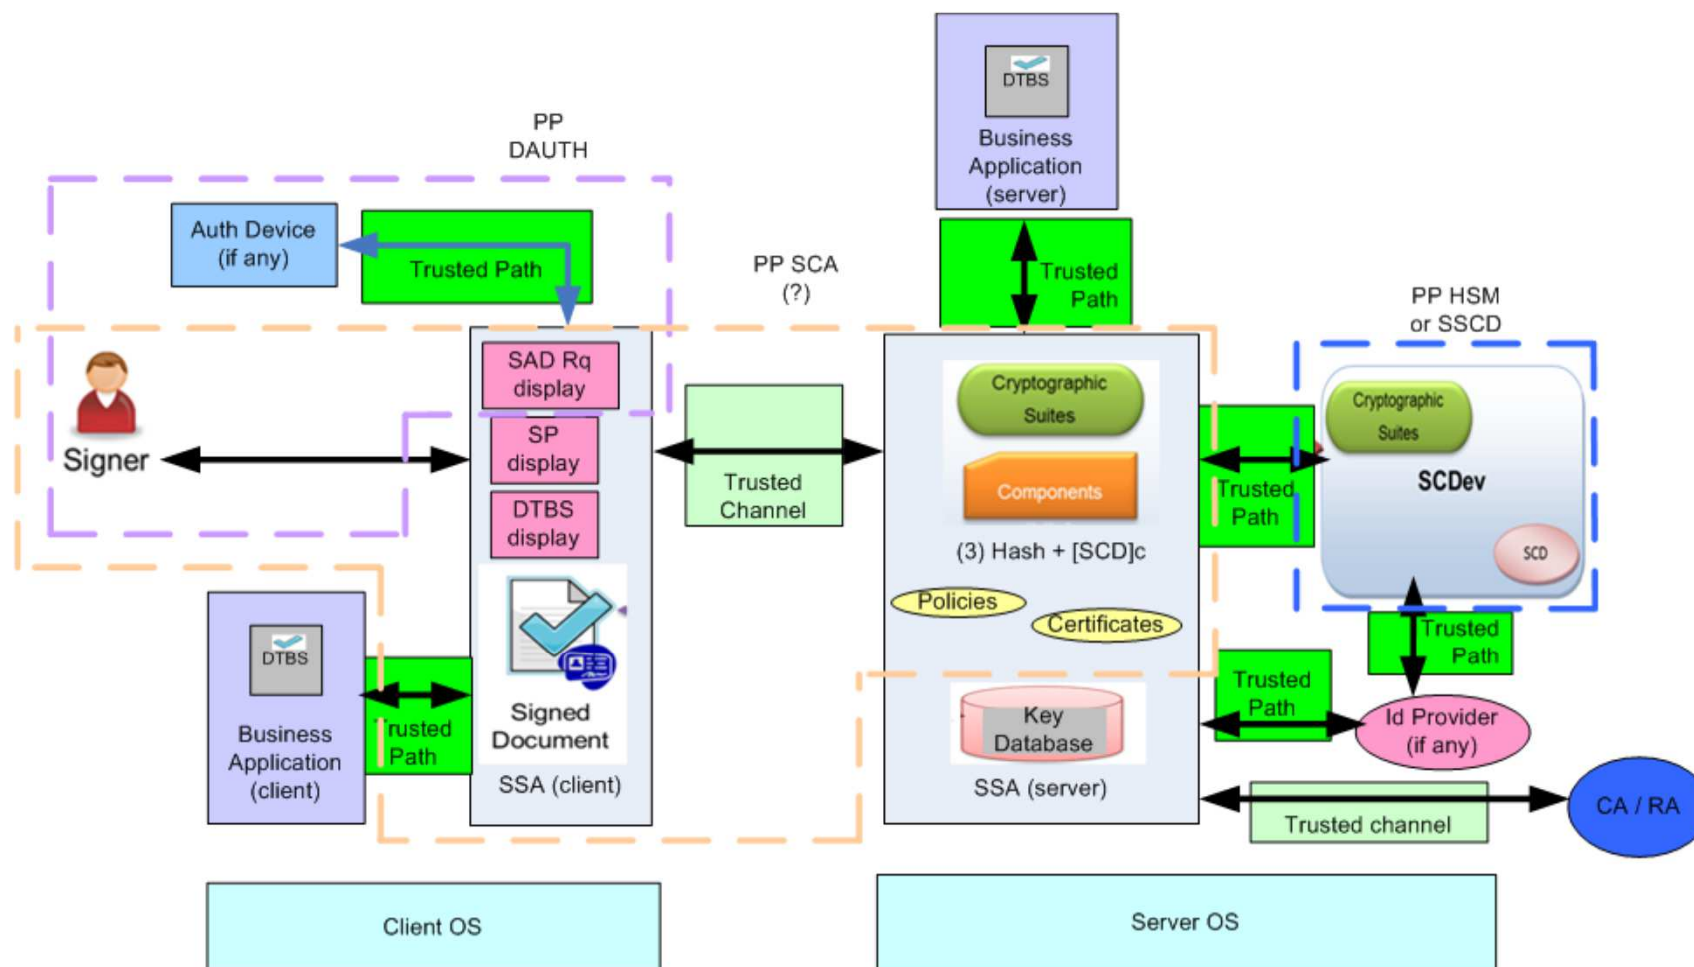 DTBS
Business
Application
(server)
PP
DAUTH
Auth Device
(if any)
Trusted Path
PP SCA
(?)
Trusted
Path
PP HSM
or SSCD
SAD Rq
display
SP
display
DTBS
display
Signer
Trusted
Channel
Cryptographic
Suites
Components
(3) Hash + [SCD]c
Policies
Certificates
Trusted
Path
Cryptographic
Suites
SCDev
SCD
Trusted
Path
DTBS
Business
Application
(client)
Trusted
Path
Signed
Document
SSA (client)
Key
Database
SSA (server)
Trusted
Path
Id Provider
(if any)
Trusted channel
CA / RA
Client OS
Server OS